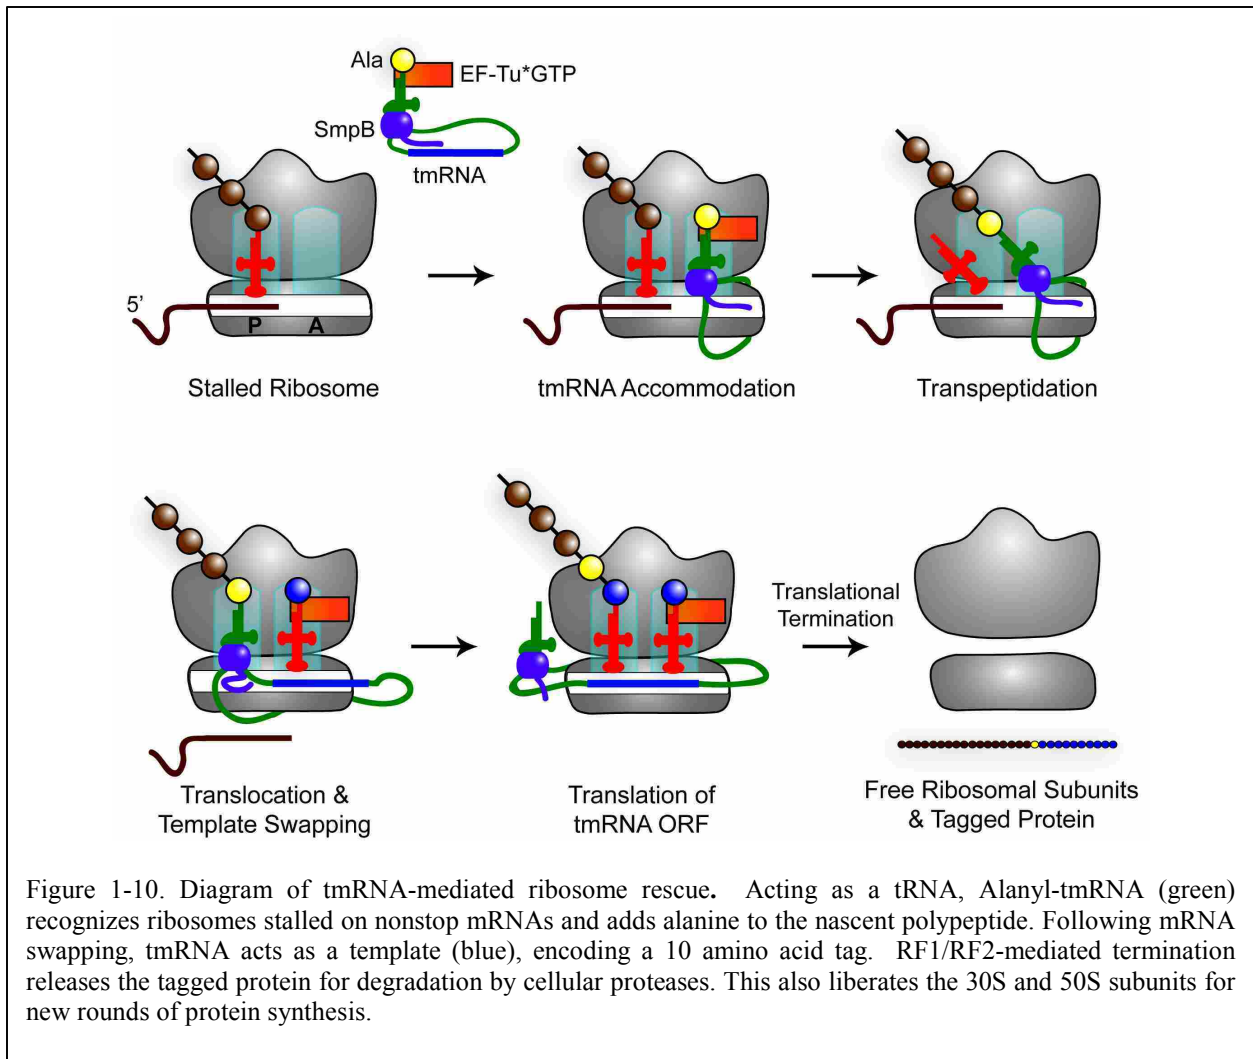 Ala
EF-Tu*GTP
SmpB
tmRNA
5'
P
A
Stalled Ribosome
tmRNA Accommodation
Transpeptidation
Translational
Termination
Translocation &
Template Swapping
Translation of
tmRNA ORF
Free Ribosomal Subunits
& Tagged Protein
Figure 1-10. Diagram of tmRNA-mediated ribosome rescue. Acting as a tRNA, Alanyl-tmRNA (green)
recognizes ribosomes stalled on nonstop mRNAs and adds alanine to the nascent polypeptide. Following mRNA
swapping, tmRNA acts as a template (blue), encoding a 10 amino acid tag. RF1/RF2-mediated termination
releases the tagged protein for degradation by cellular proteases. This also liberates the 30S and 50S subunits for
new rounds of protein synthesis.